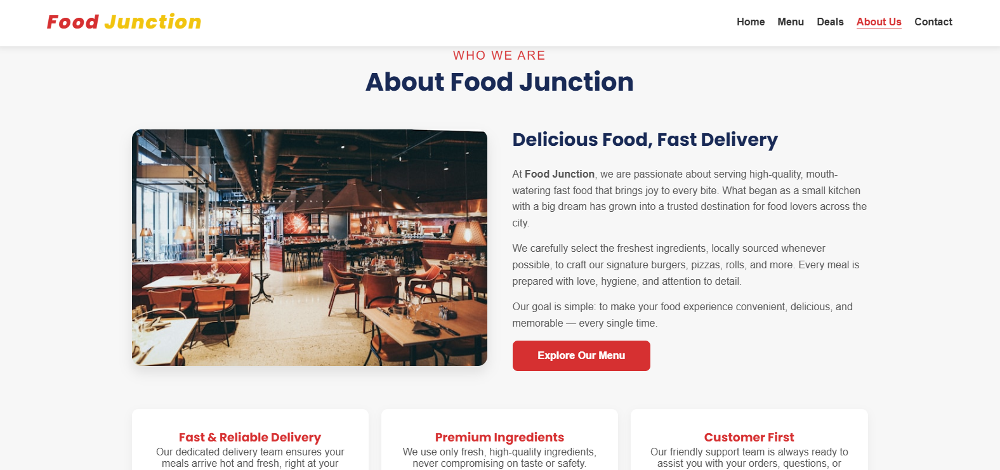 Food Junction
Home Menu Deals About Us Contact
WHO WE ARE
About Food Junction
Delicious Food, Fast Delivery
At Food Junction, we are passionate about serving high-quality, mouth-
watering fast food that brings joy to every bite. What began as a small kitchen
with a big dream has grown into a trusted destination for food lovers across the
city.
We carefully select the freshest ingredients, locally sourced whenever
possible, to craft our signature burgers, pizzas, rolls, and more. Every meal is
prepared with love, hygiene, and attention to detail.
Our goal is simple: to make your food experience convenient, delicious, and
memorable — every single time.
Explore Our Menu
Fast & Reliable Delivery
Our dedicated delivery team ensures your
meals arrive hot and fresh, right at your
Premium Ingredients
We use only fresh, high-quality ingredients,
never compromising on taste or safety.
Customer First
Our friendly support team is always ready to
assist you with your orders, questions, or